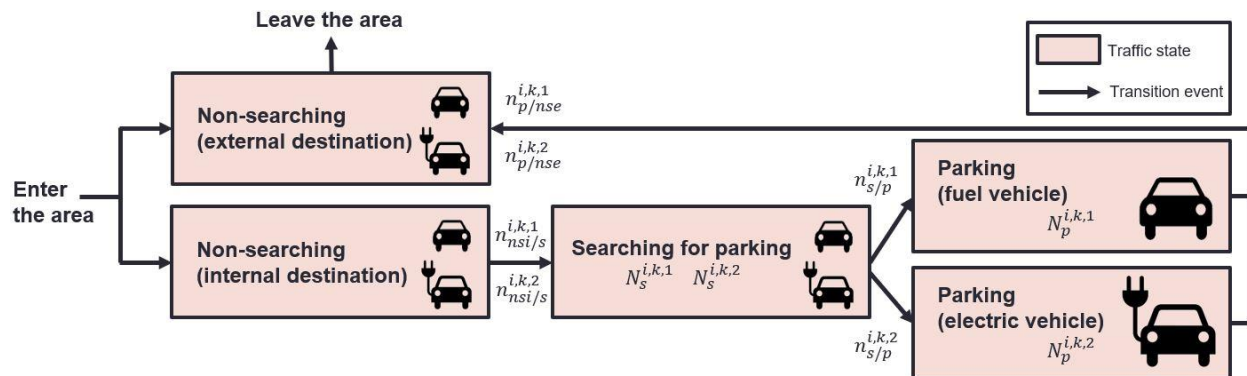 Leave the area
Traffic state
Transition event
Non-searching
(external destination)
n_{p/nse}^{i,k,1}
n_{p/nse}^{i,k,2}
Enter
the area
Non-searching
(internal destination)
n_{nsi/s}^{i,k,1}
n_{nsi/s}^{i,k,2}
Searching for parking
N_s^{i,k,1} N_s^{i,k,2}
n_{s/p}^{i,k,1}
n_{s/p}^{i,k,2}
Parking
(fuel vehicle)
N_p^{i,k,1}
Parking
(electric vehicle)
N_p^{i,k,2}